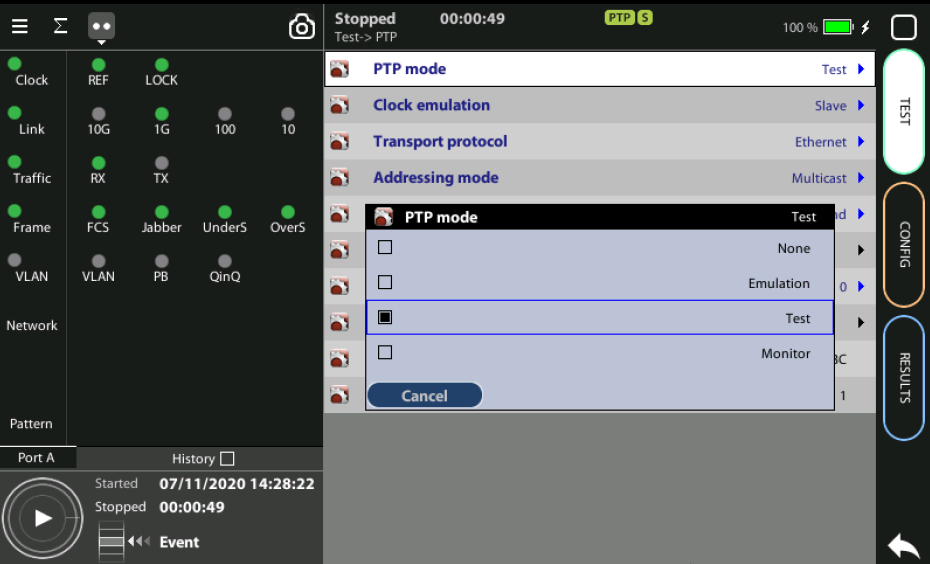 Stopped 00:00:49 PTP S
100 %
Test-> PTP
Clock REF LOCK
Link 10G 1G 100 10
Traffic RX TX
Frame FCS Jabber UnderS OverS
VLAN VLAN PB QinQ
Network
Pattern
Port A History
Started 07/11/2020 14:28:22
Stopped 00:00:49
Event
PTP mode Test
Clock emulation Slave
Transport protocol Ethernet
Addressing mode Multicast
0
1
PTP mode Test
None
Emulation
Test
Monitor
Cancel
TEST
CONFIG
RESULTS